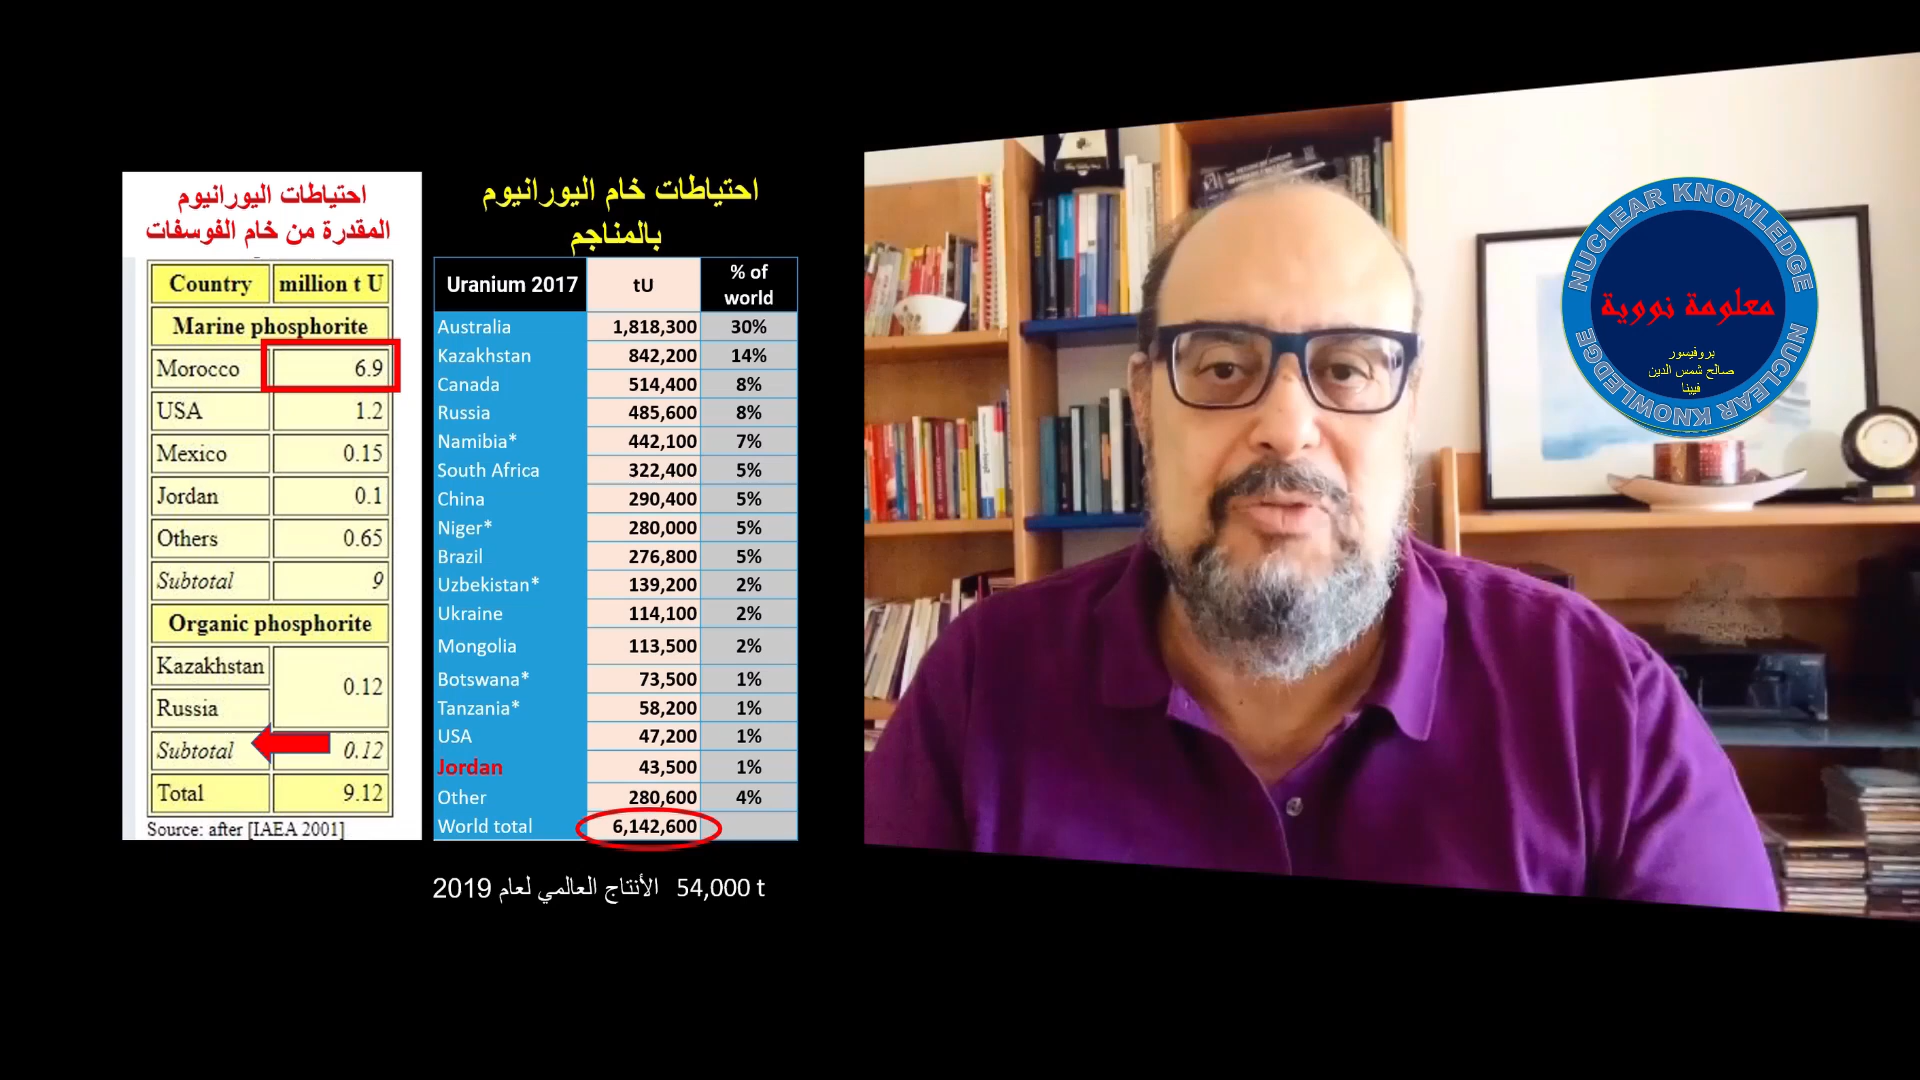 احتياطات اليورانيوم
المقدرة من خام الفوسفات
Country million t U
Marine phosphorite
Morocco 6.9
USA 1.2
Mexico 0.15
Jordan 0.1
Others 0.65
Subtotal 9
Organic phosphorite
Kazakhstan 0.12
Russia
Subtotal 0.12
Total 9.12
Source: after [IAEA 2001]
احتياطات خام اليورانيوم
بالمناجم
Uranium 2017 tU % of world
Australia 1,818,300 30%
Kazakhstan 842,200 14%
Canada 514,400 8%
Russia 485,600 8%
Namibia* 442,100 7%
South Africa 322,400 5%
China 290,400 5%
Niger* 280,000 5%
Brazil 276,800 5%
Uzbekistan* 139,200 2%
Ukraine 114,100 2%
Mongolia 113,500 2%
Botswana* 73,500 1%
Tanzania* 58,200 1%
USA 47,200 1%
Jordan 43,500 1%
Other 280,600 4%
World total 6,142,600
54,000 t الأنتاج العالمي لعام 2019
NUCLEAR KNOWLEDGE
معلومة نووية
بروفيسور
صالح شمس الدين
فيينا
NUCLEAR KNOWLEDGE